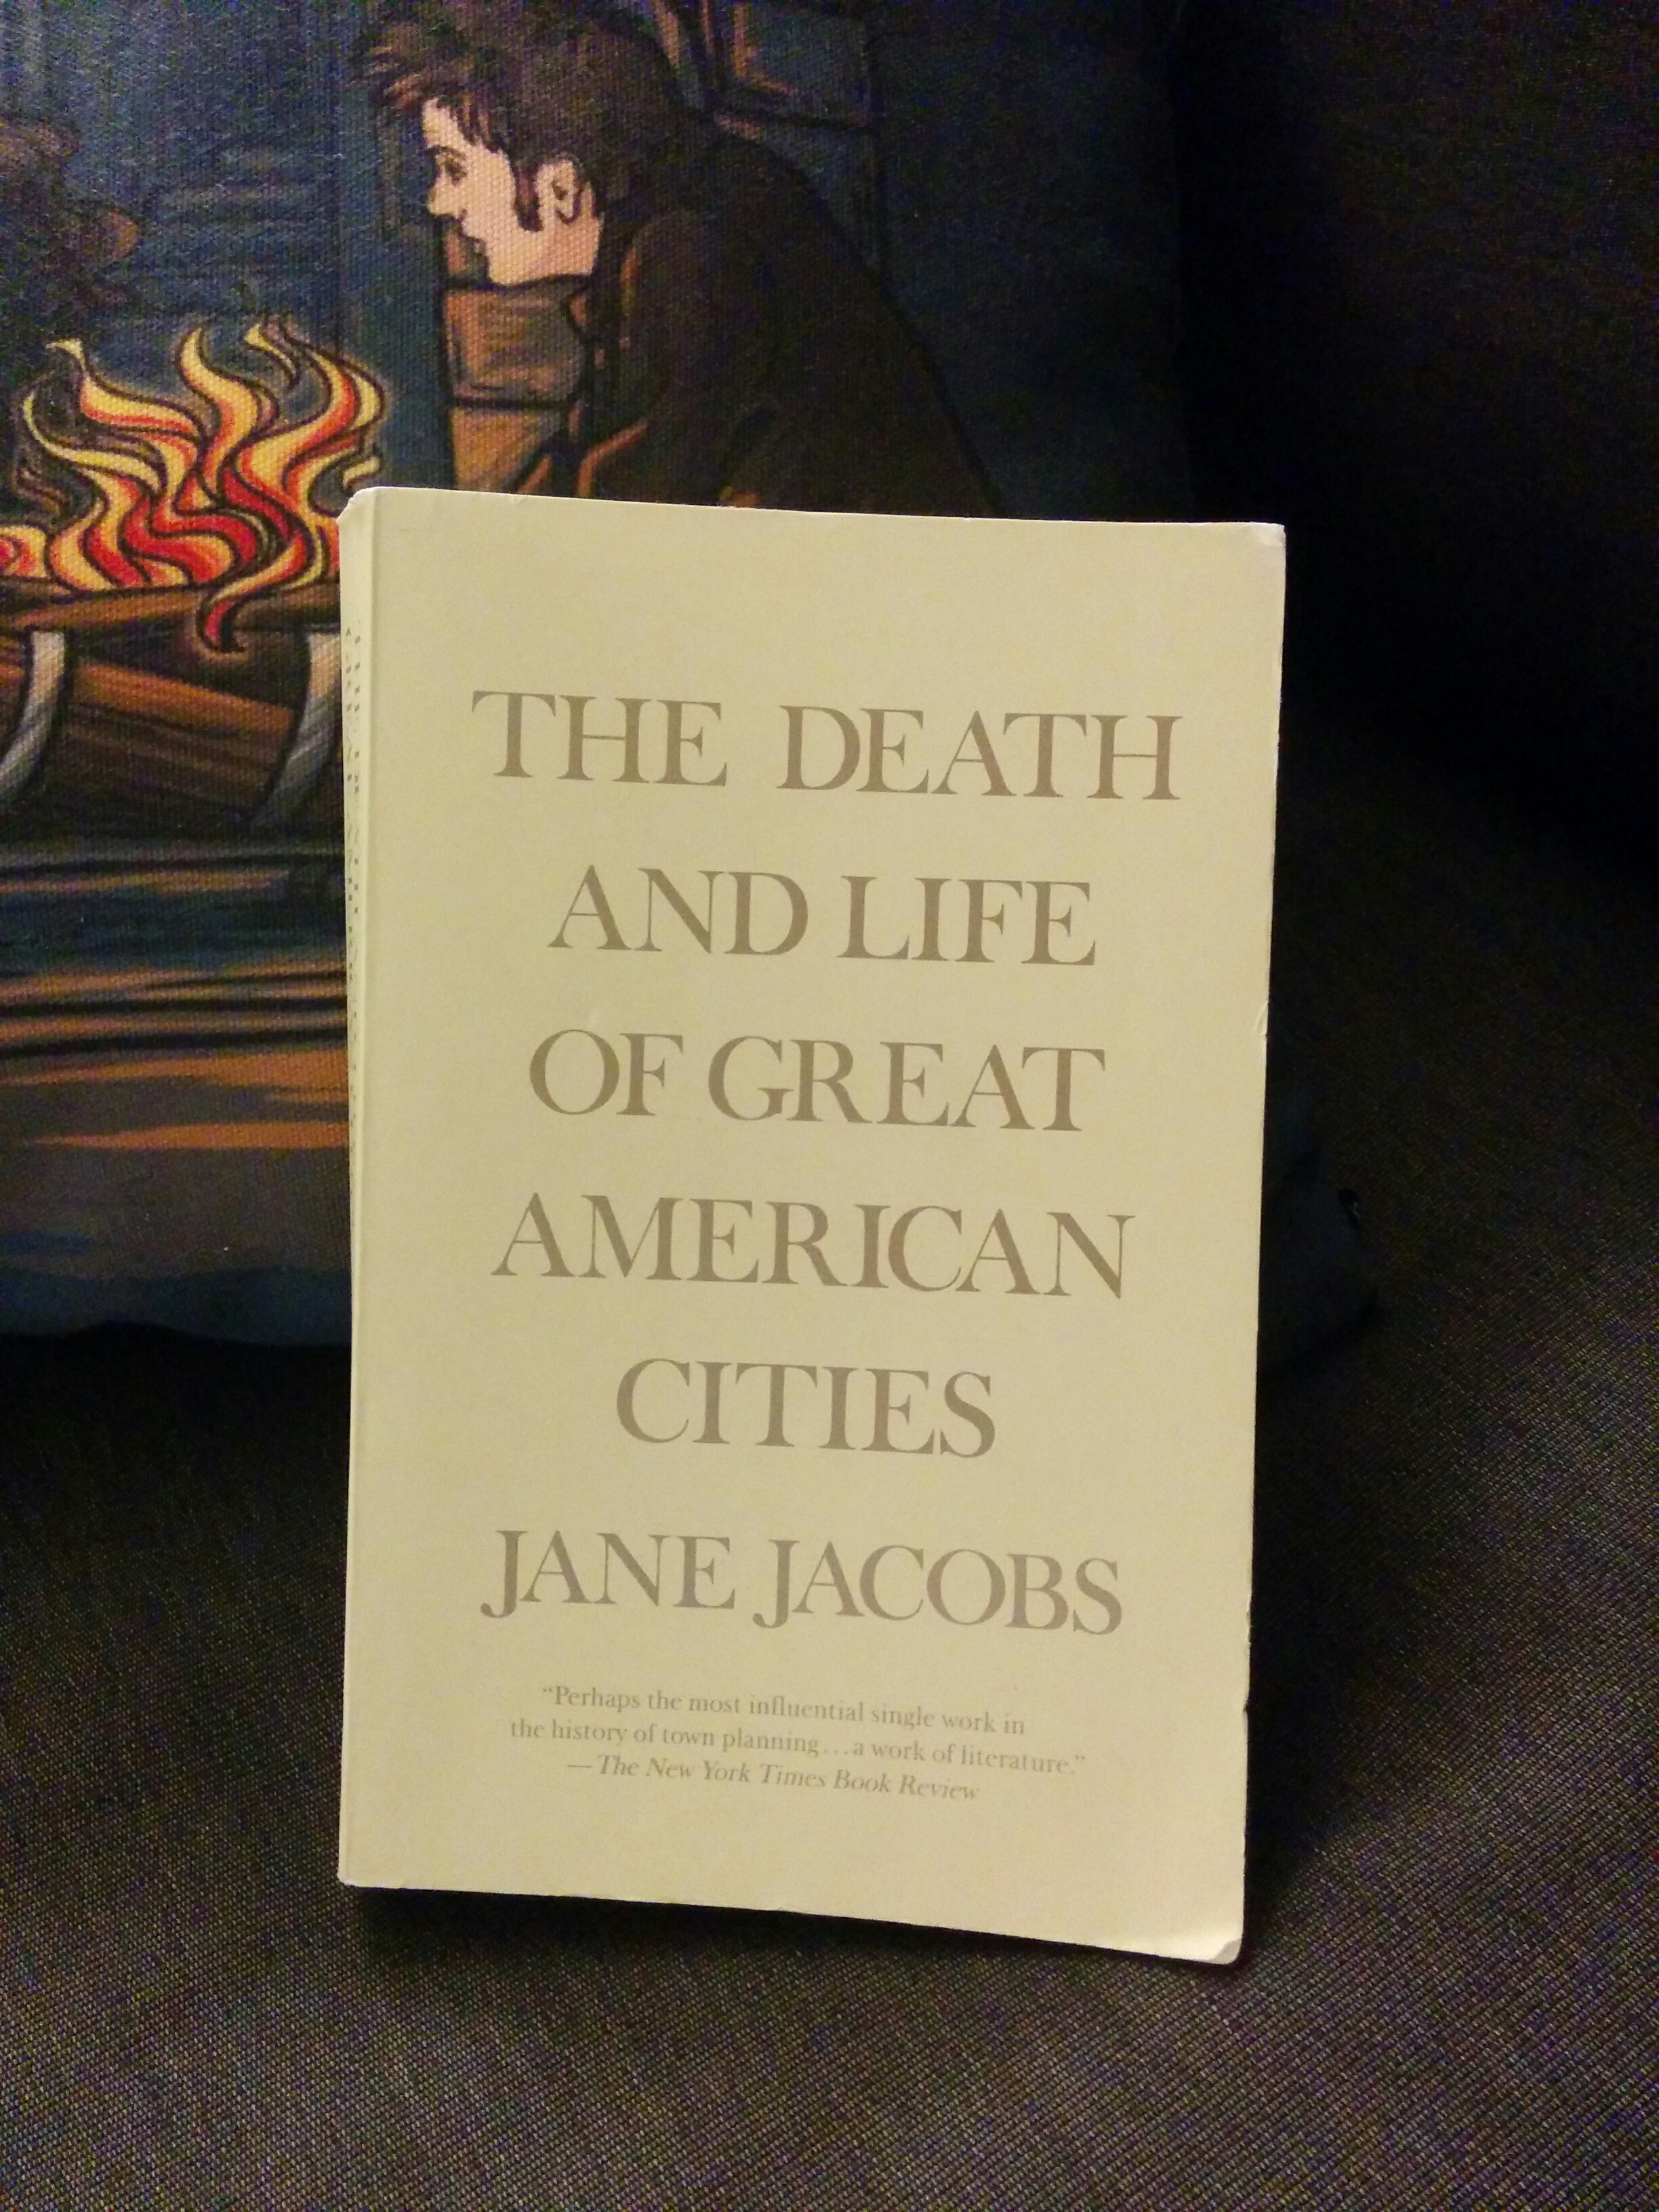 THE DEATH
AND LIFE
OF GREAT
AMERICAN
CITIES
JANE JACOBS
“Perhaps the most influential single work in
the history of town planning...a work of literature.”
—The New York Times Book Review